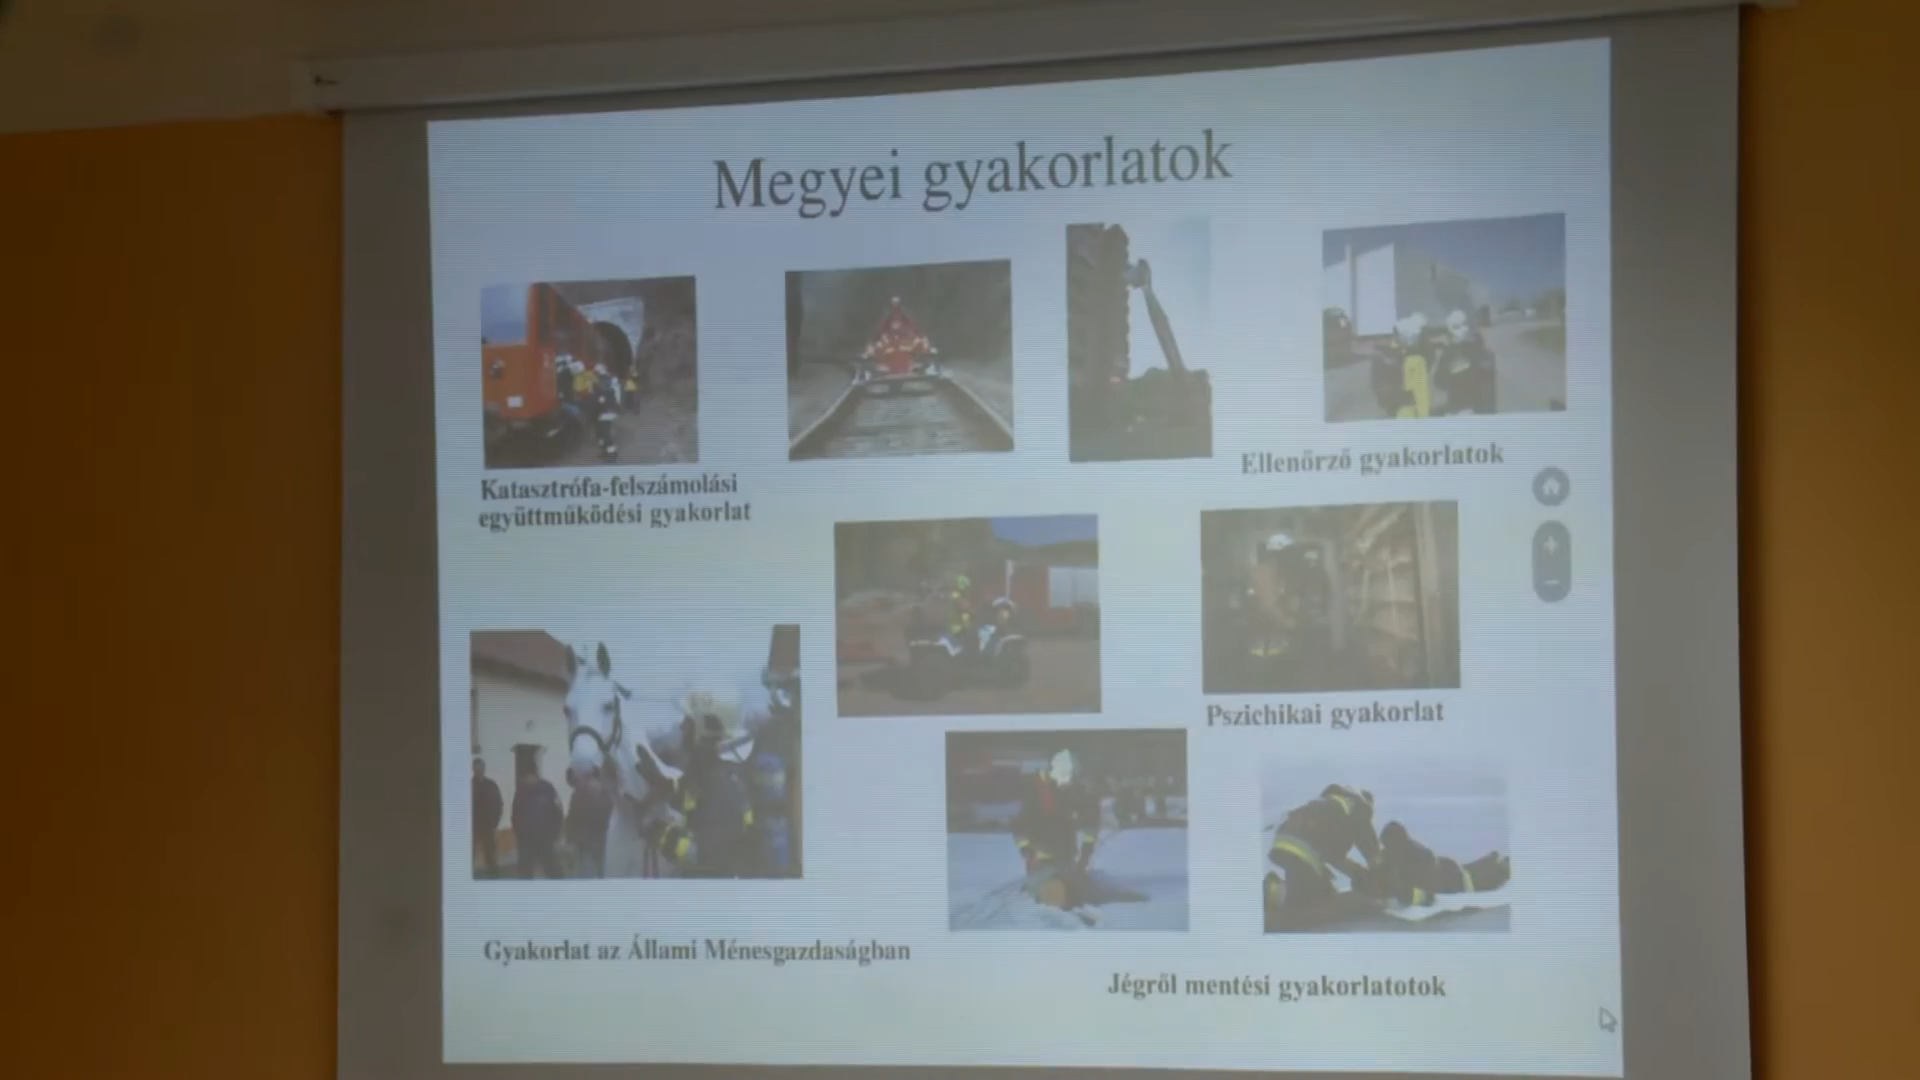 Megyei gyakorlatok
Katasztrófa-felszámolási
együttműködési gyakorlat
Ellenőrző gyakorlatok
Pszichikai gyakorlat
Gyakorlat az Állami Ménesgazdaságban
Jégről mentési gyakorlatotok